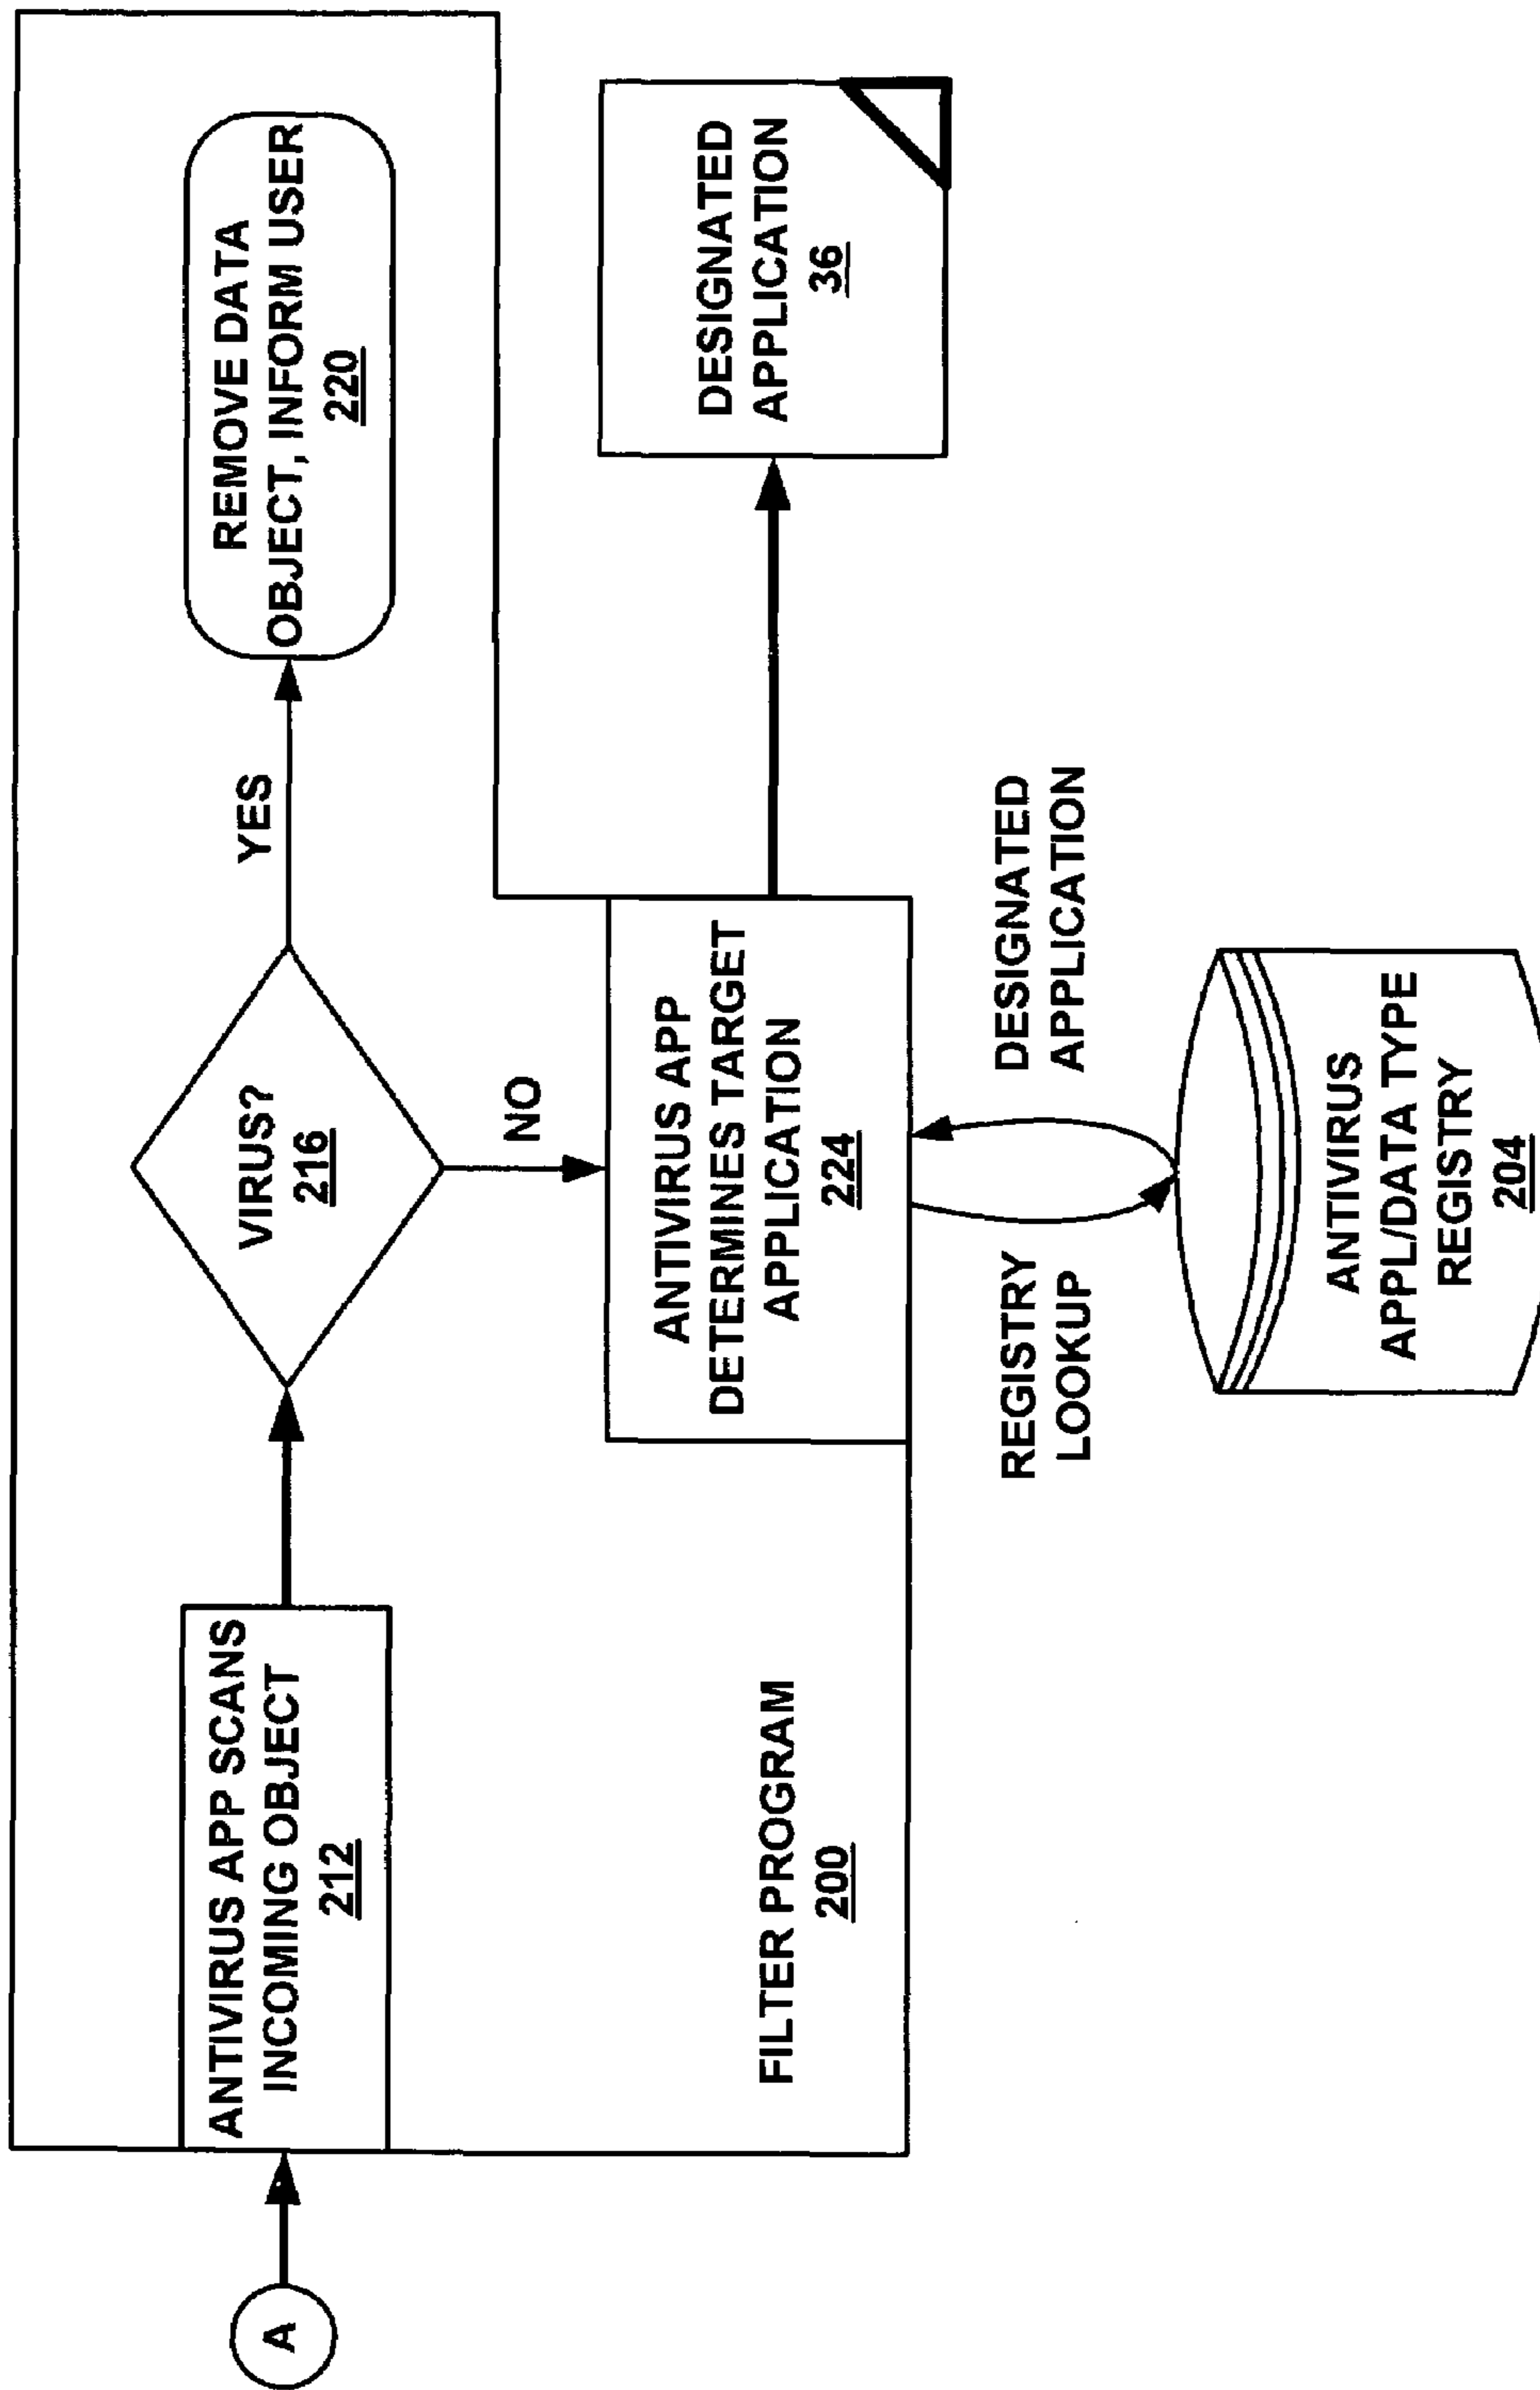 A
ANTIVIRUS APP SCANS
INCOMING OBJECT
212
VIRUS?
216
YES
REMOVE DATA
OBJECT, INFORM USER
220
NO
FILTER PROGRAM
200
ANTIVIRUS APP
DETERMINES TARGET
APPLICATION
224
DESIGNATED
APPLICATION
36
REGISTRY
LOOKUP
DESIGNATED
APPLICATION
ANTIVIRUS
APPL/DATA TYPE
REGISTRY
204